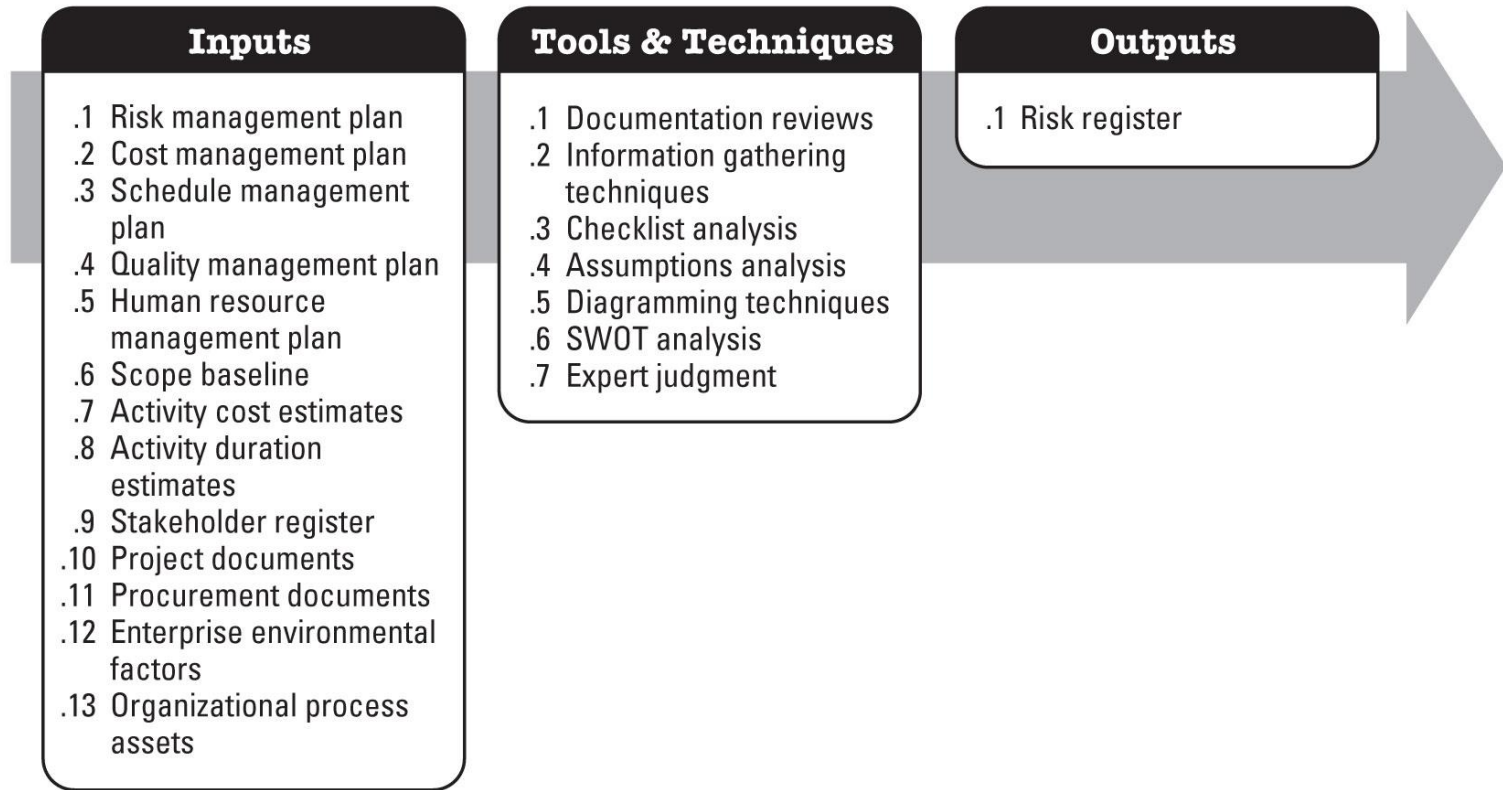 Inputs
.1 Risk management plan
.2 Cost management plan
.3 Schedule management
plan
.4 Quality management plan
.5 Human resource
management plan
.6 Scope baseline
.7 Activity cost estimates
.8 Activity duration
estimates
.9 Stakeholder register
.10 Project documents
.11 Procurement documents
.12 Enterprise environmental
factors
.13 Organizational process
assets
Tools & Techniques
.1 Documentation reviews
.2 Information gathering
techniques
.3 Checklist analysis
.4 Assumptions analysis
.5 Diagramming techniques
.6 SWOT analysis
.7 Expert judgment
Outputs
.1 Risk register